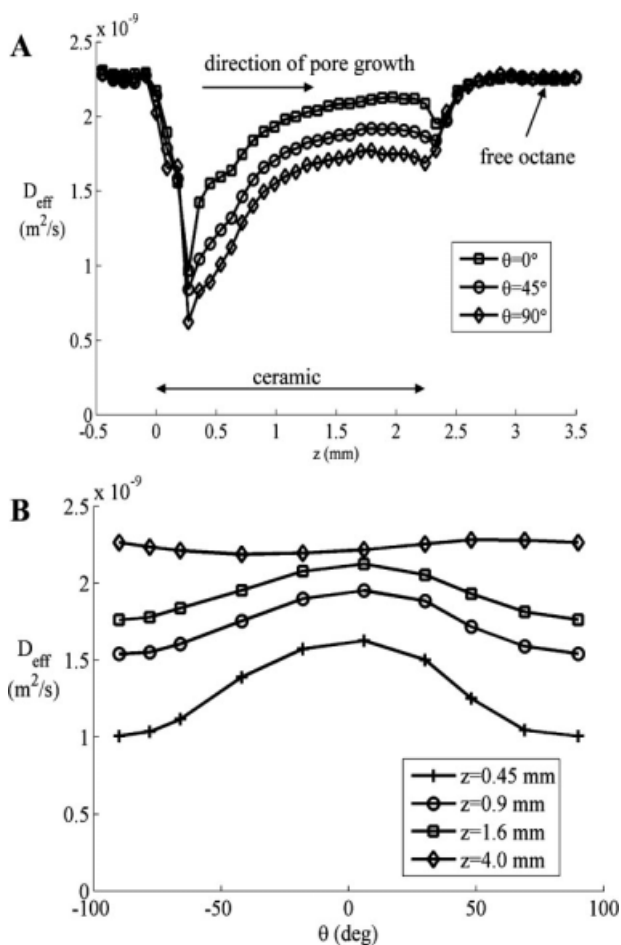 x 10⁻⁹
A
2.5
2
1.5
1
0.5
0
D_eff
(m²/s)
direction of pore growth
free octane
θ=0°
θ=45°
θ=90°
ceramic
-0.5 0 0.5 1 1.5 2 2.5 3 3.5
z (mm)
x 10⁻⁹
B
2.5
2
1.5
1
0.5
0
D_eff
(m²/s)
z=0.45 mm
z=0.9 mm
z=1.6 mm
z=4.0 mm
-100 -50 0 50 100
θ (deg)